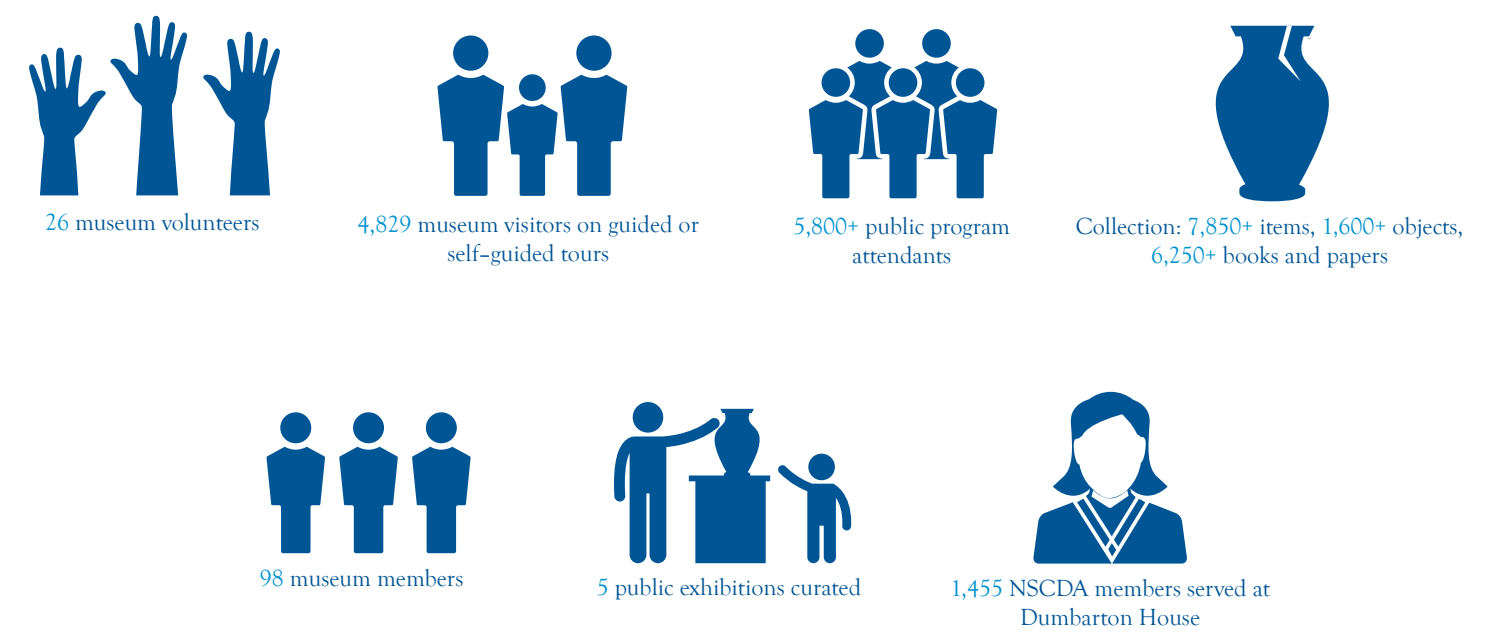 26 museum volunteers
4,829 museum visitors on guided or
self-guided tours
5,800+ public program
attendants
Collection: 7,850+ items, 1,600+ objects,
6,250+ books and papers
98 museum members
5 public exhibitions curated
1,455 NSCDA members served at
Dumbarton House